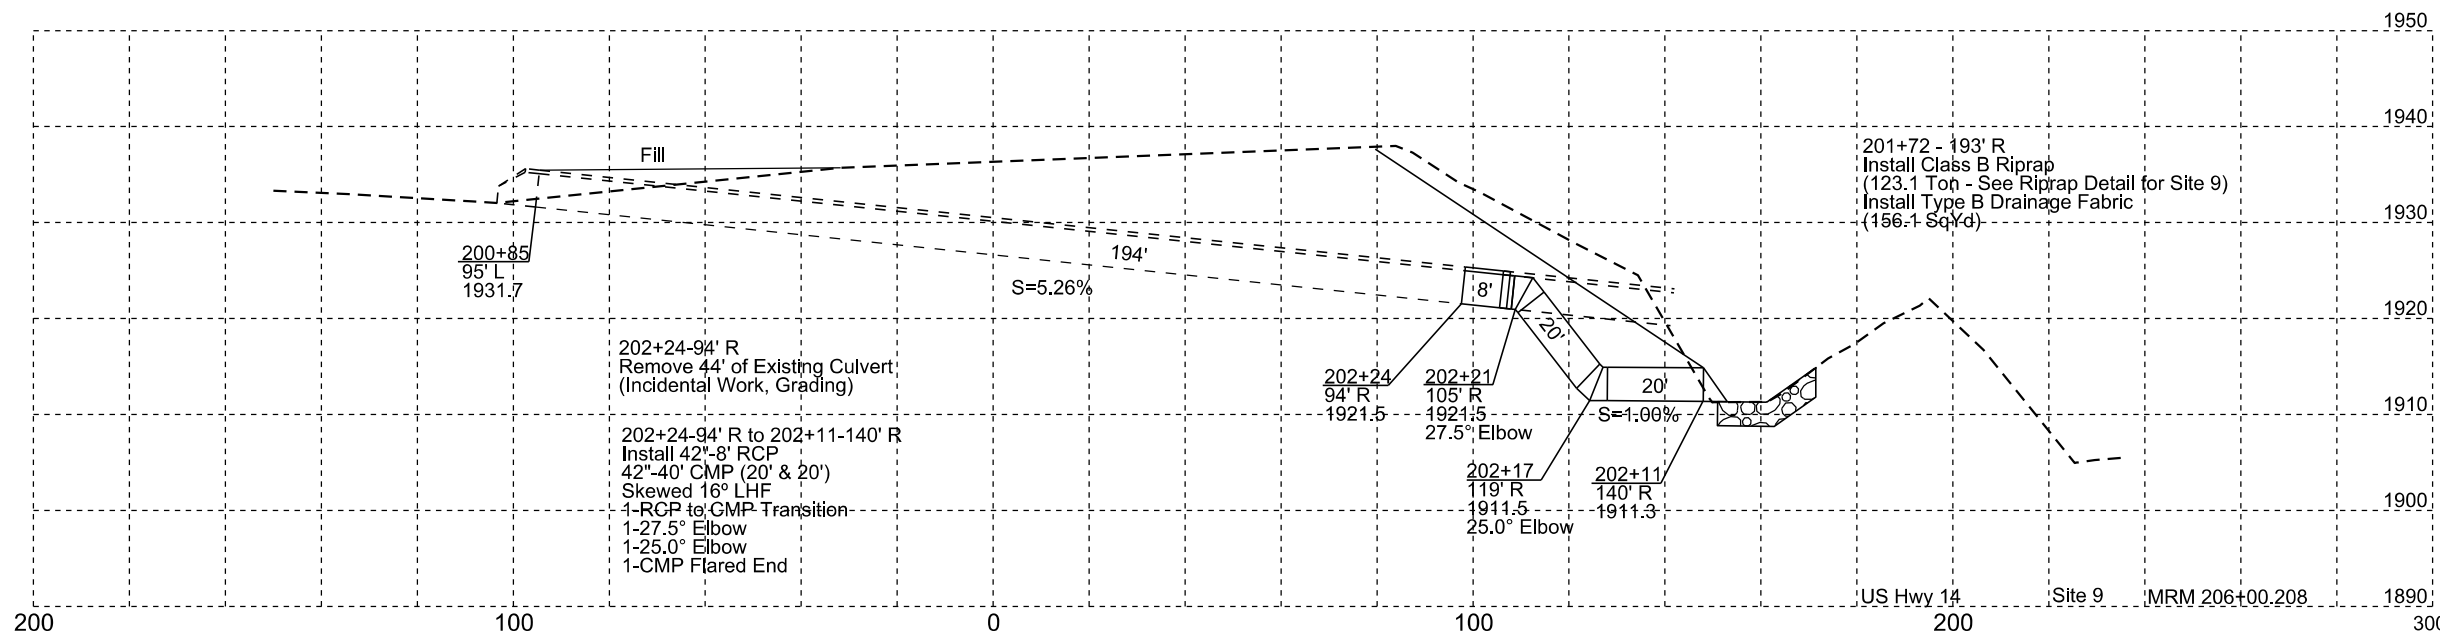 1950
1940
1930
1920
1910
1900
1890
Fill
201+72 - 193' R
Install Class B Riprap
(123.1 Ton - See Riprap Detail for Site 9)
Install Type B Drainage Fabric
(156.1 SqYd)
200+85
95' L
1931.7
194'
S=5.26%
8'
20'
20'
S=1.00%
202+24-94' R
Remove 44' of Existing Culvert
(Incidental Work, Grading)
202+24
94' R
1921.5
202+21
105' R
1921.5
27.5° Elbow
202+24-94' R to 202+11-140' R
Install 42"-8' RCP
42"-40' CMP (20' & 20')
Skewed 16º LHF
1-RCP to CMP Transition
1-27.5° Elbow
1-25.0° Elbow
1-CMP Flared End
202+17
119' R
1911.5
25.0° Elbow
202+11
140' R
1911.3
US Hwy 14
Site 9
MRM 206+00.208
200
100
0
100
200
300